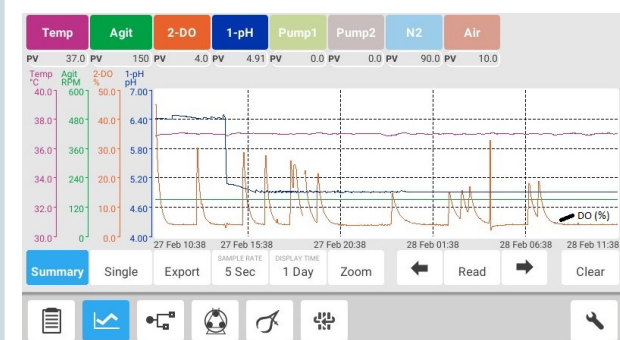 Temp Agit 2-DO 1-pH Pump1 Pump2 N2 Air
PV 37.0 PV 150 PV 4.0 PV 4.91 PV 0.0 PV 0.0 PV 90.0 PV 10.0
Temp Agit 2-DO 1-pH
°C RPM % pH
40.0 600 50.0 7.00
38.0 480 40.0 6.40
36.0 360 30.0 5.80
34.0 240 20.0 5.20
32.0 120 10.0 4.60
DO (%)
30.0 0 0.0 4.00
27 Feb 10:38 27 Feb 15:38 27 Feb 20:38 28 Feb 01:38 28 Feb 06:38 28 Feb 11:38
SAMPLE RATE DISPLAY TIME
Summary Single Export 5 Sec 1 Day Zoom Read Clear